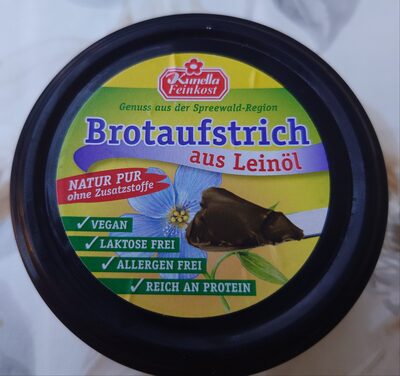 Kunella
Feinkost
Genuss aus der Spreewald-Region
Brotaufstrich
aus Leinöl
NATUR PUR
ohne Zusatzstoffe
✓ VEGAN
✓ LAKTOSE FREI
✓ ALLERGEN FREI
✓ REICH AN PROTEIN